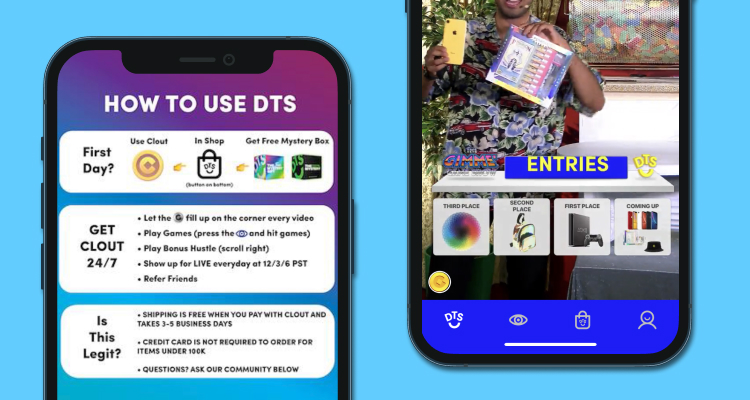 HOW TO USE DTS
First
Day?
Use Clout
In Shop
Get Free Mystery Box
DTS
(button on bottom)
GET
CLOUT
24/7
• Let the G fill up on the corner every video
• Play Games (press the and hit games)
• Play Bonus Hustle (scroll right)
• Show up for LIVE everyday at 12/3/6 PST
• Refer Friends
Is
This
Legit?
• SHIPPING IS FREE WHEN YOU PAY WITH CLOUT AND
TAKES 3-5 BUSINESS DAYS
• CREDIT CARD IS NOT REQUIRED TO ORDER FOR
ITEMS UNDER 100K
• QUESTIONS? ASK OUR COMMUNITY BELOW
GIMME
ENTRIES
DTS
THIRD PLACE
SECOND
PLACE
FIRST PLACE
COMING UP
DTS